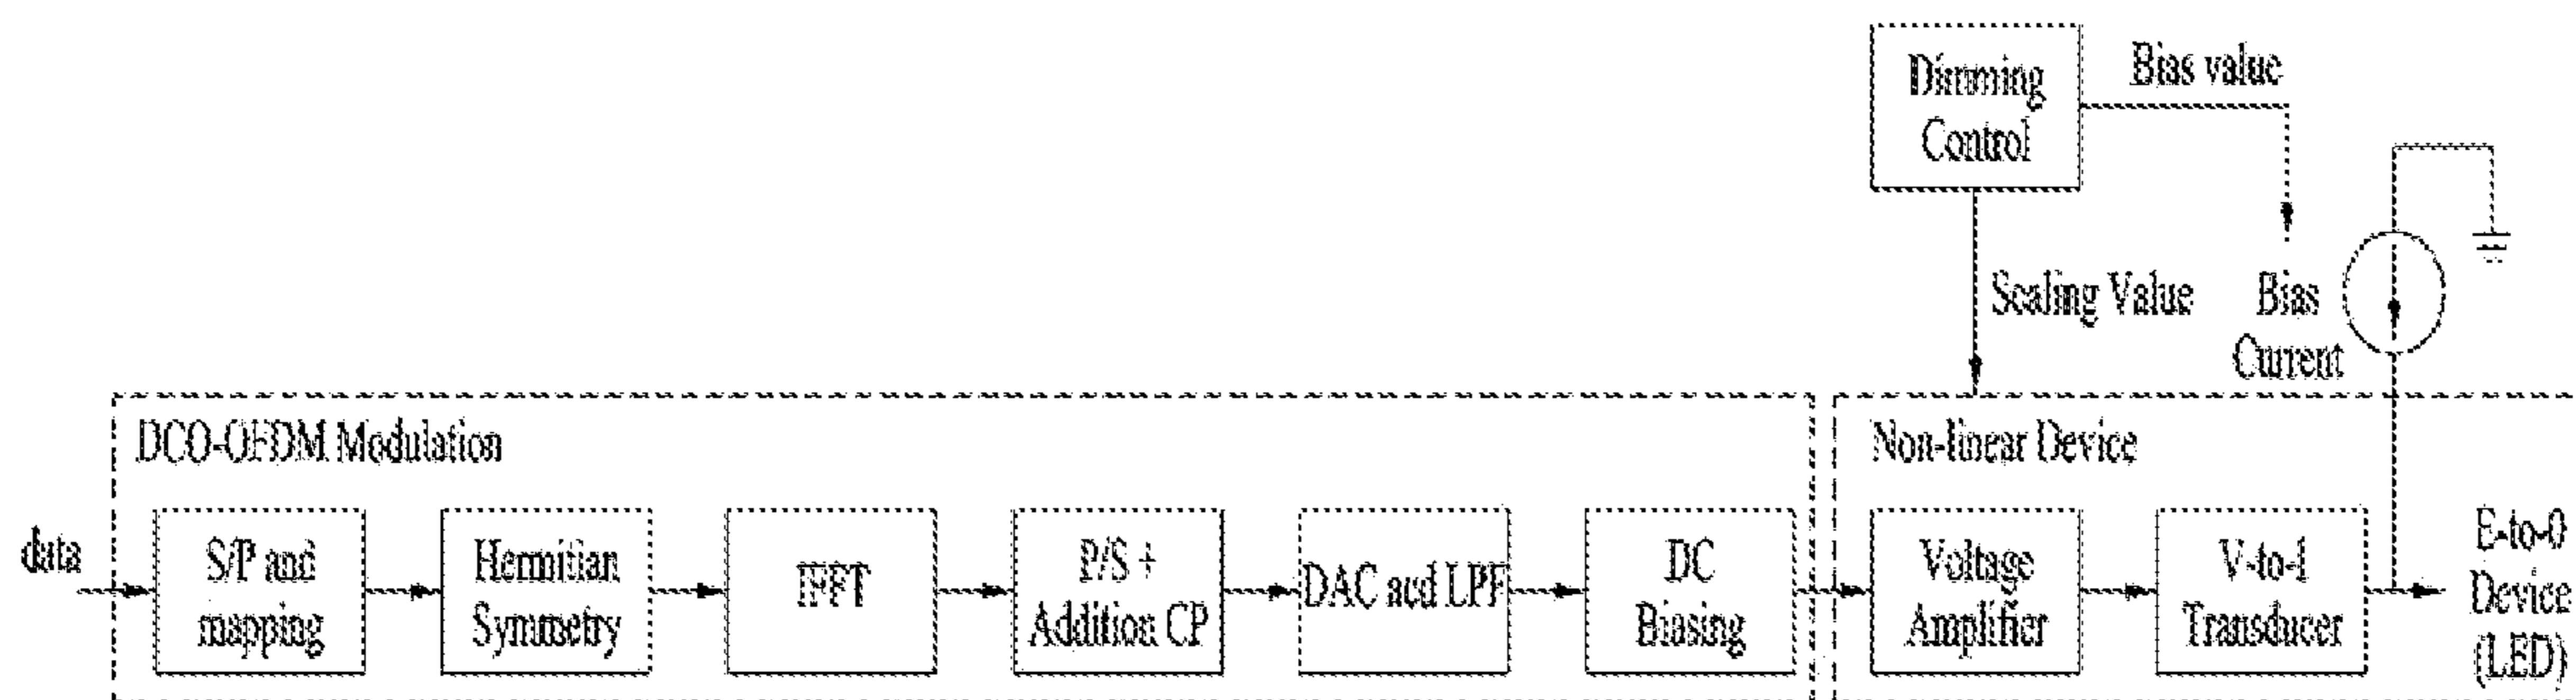 Dimming
Control
Bias value
Scaling Value
Bias
Current
DCO-OFDM Modulation
Non-linear Device
data
S/P and
mapping
Hermitian
Symmetry
IFFT
P/S +
Addition CP
DAC and LPF
DC
Biasing
Voltage
Amplifier
V-to-I
Transducer
E-to-0
Device
(LED)